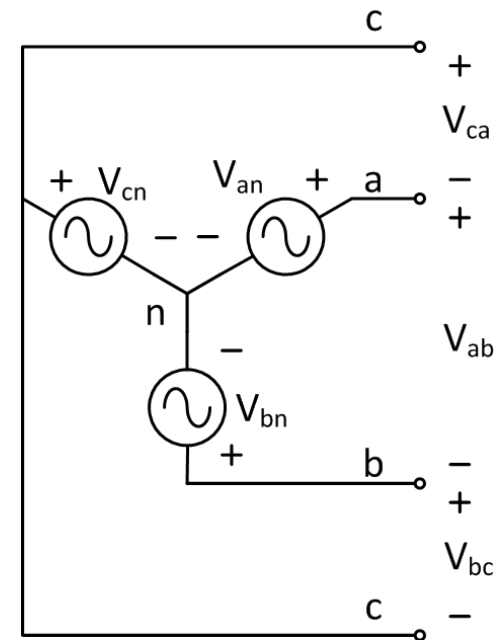 c
+
V_ca
+ V_cn V_an + a −
+
− −
n
V_ab
−
V_bn
+ b −
+
V_bc
c −